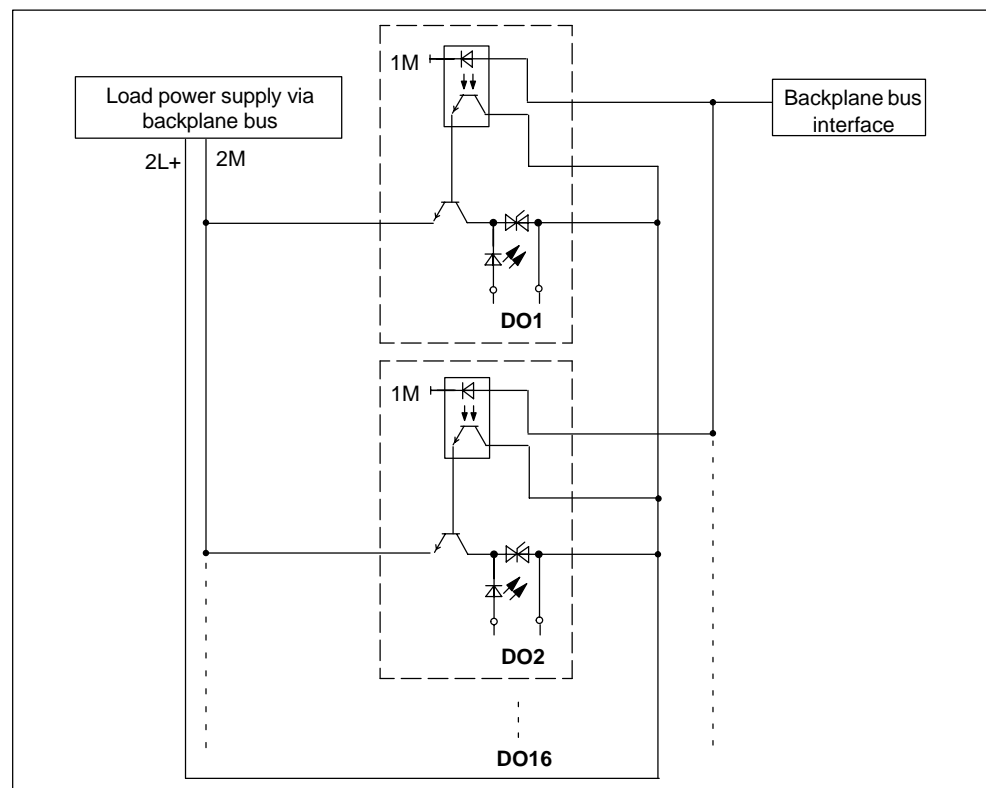 1M
Load power supply via
backplane bus
Backplane bus
interface
2L+
2M
DO1
1M
DO2
DO16